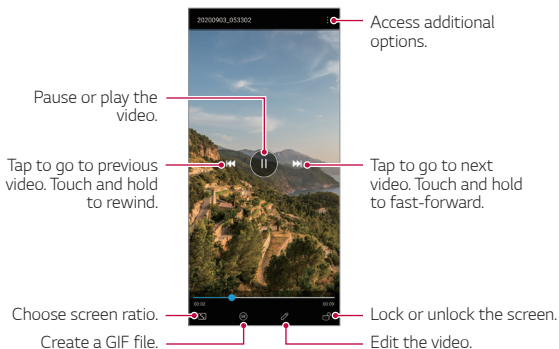 20200903_053302
Access additional
options.
Pause or play the
video.
Tap to go to previous
video. Touch and hold
to rewind.
Tap to go to next
video. Touch and hold
to fast-forward.
00:02
00:09
Choose screen ratio.
GIF
Lock or unlock the screen.
Create a GIF file.
Edit the video.